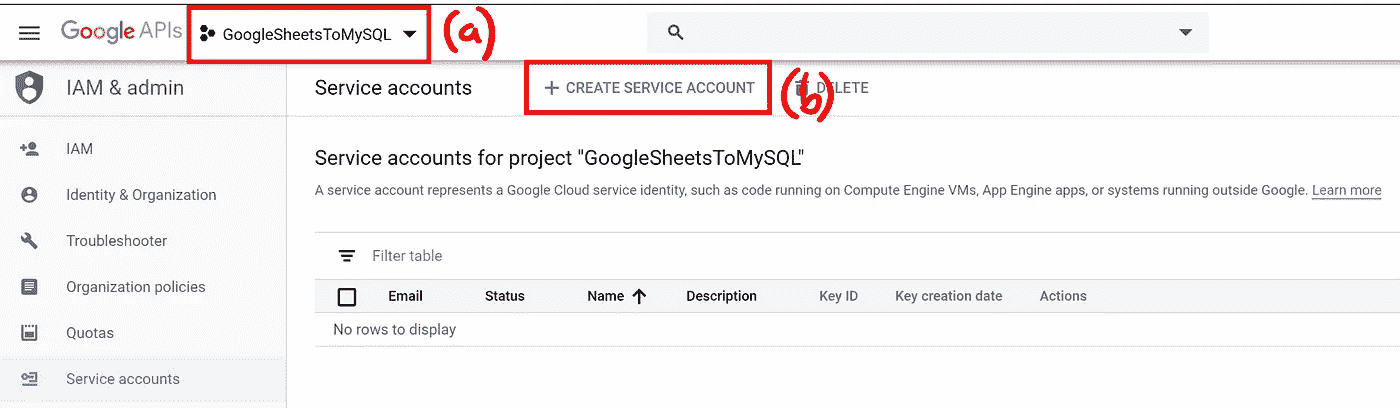 Google APIs GoogleSheetsToMySQL (a)
IAM & admin Service accounts + CREATE SERVICE ACCOUNT (b) DELETE
IAM
Identity & Organization
Troubleshooter
Organization policies
Quotas
Service accounts
Service accounts for project "GoogleSheetsToMySQL"
A service account represents a Google Cloud service identity, such as code running on Compute Engine VMs, App Engine apps, or systems running outside Google. Learn more
Filter table
Email Status Name Description Key ID Key creation date Actions
No rows to display